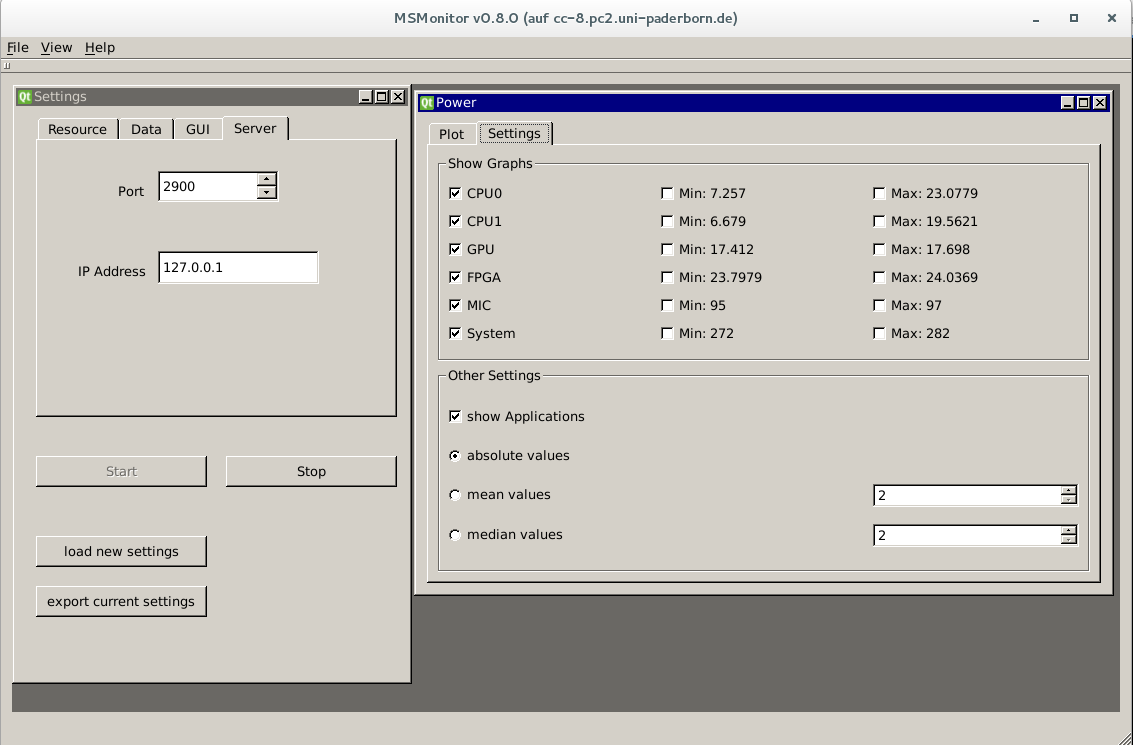 MSMonitor v0.8.0 (auf cc-8.pc2.uni-paderborn.de)
File View Help
Qt Settings
Resource Data GUI Server
Port 2900
IP Address 127.0.0.1
Start Stop
load new settings
export current settings
Qt Power
Plot Settings
Show Graphs
CPU0 Min: 7.257 Max: 23.0779
CPU1 Min: 6.679 Max: 19.5621
GPU Min: 17.412 Max: 17.698
FPGA Min: 23.7979 Max: 24.0369
MIC Min: 95 Max: 97
System Min: 272 Max: 282
Other Settings
show Applications
absolute values
mean values 2
median values 2